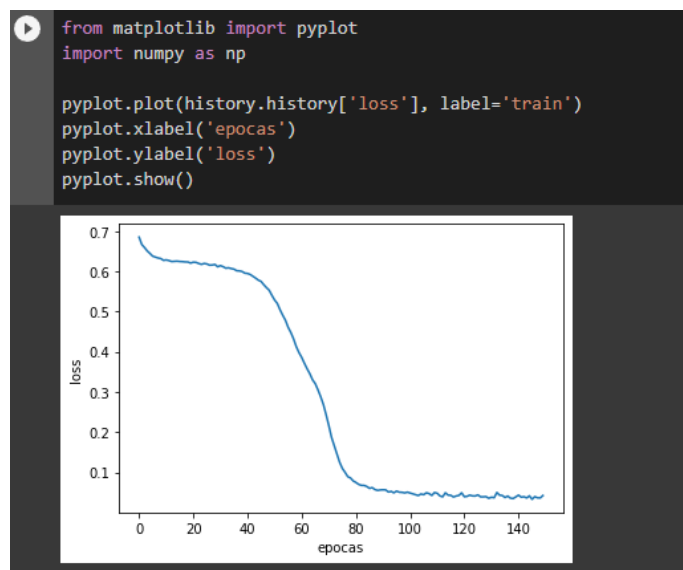 from matplotlib import pyplot
import numpy as np
pyplot.plot(history.history['loss'], label='train')
pyplot.xlabel('epocas')
pyplot.ylabel('loss')
pyplot.show()
0.7
0.6
0.5
0.4
0.3
0.2
0.1
loss
0 20 40 60 80 100 120 140
epocas